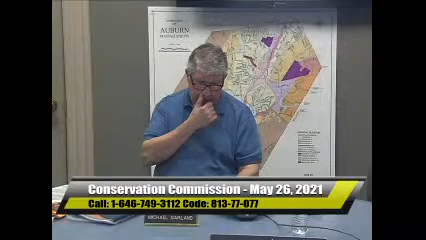 AUBURN
MASSACHUSETTS
Conservation Commission - May 26, 2021
Call: 1-646-749-3112 Code: 813-77-077
MICHAEL GARLAND